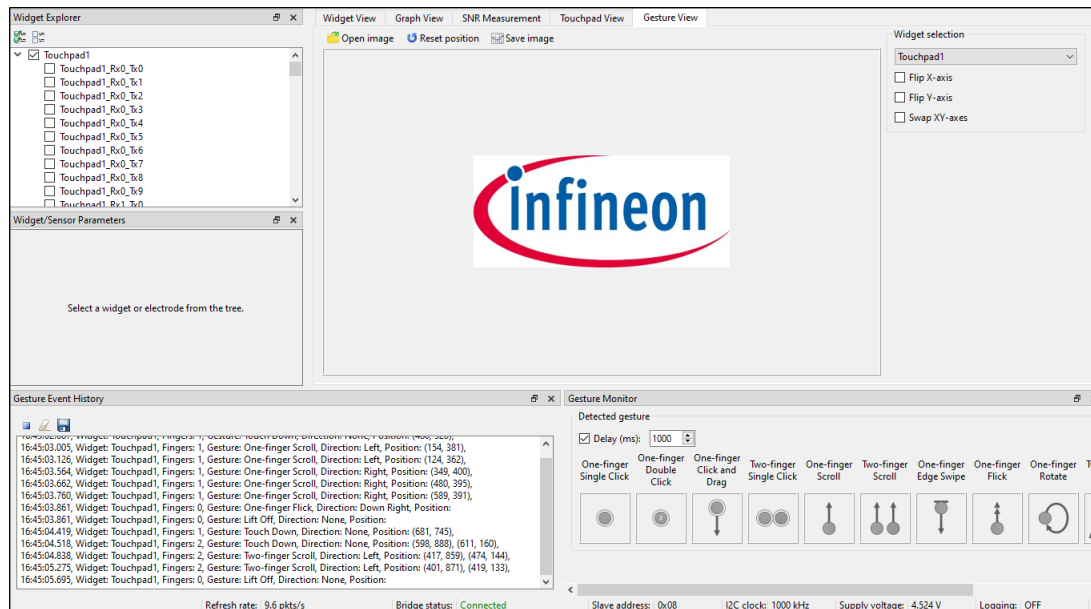 Widget Explorer
Touchpad1
Touchpad1_Rx0_Tx0
Touchpad1_Rx0_Tx1
Touchpad1_Rx0_Tx2
Touchpad1_Rx0_Tx3
Touchpad1_Rx0_Tx4
Touchpad1_Rx0_Tx5
Touchpad1_Rx0_Tx6
Touchpad1_Rx0_Tx7
Touchpad1_Rx0_Tx8
Touchpad1_Rx0_Tx9
Touchpad1_Rx1_Tx0
Widget/Sensor Parameters
Select a widget or electrode from the tree.
Widget View Graph View SNR Measurement Touchpad View Gesture View
Open image Reset position Save image
infineon
Widget selection
Touchpad1
Flip X-axis
Flip Y-axis
Swap XY-axes
Gesture Event History
Widget: Touchpad1, Fingers: 1, Gesture: Touch Down, Direction: None, Position:
16:45:03.005, Widget: Touchpad1, Fingers: 1, Gesture: One-finger Scroll, Direction: Left, Position: (154, 381)
16:45:03.126, Widget: Touchpad1, Fingers: 1, Gesture: One-finger Scroll, Direction: Left, Position: (124, 362)
16:45:03.564, Widget: Touchpad1, Fingers: 1, Gesture: One-finger Scroll, Direction: Right, Position: (349, 400)
16:45:03.662, Widget: Touchpad1, Fingers: 1, Gesture: One-finger Scroll, Direction: Right, Position: (480, 395)
16:45:03.760, Widget: Touchpad1, Fingers: 1, Gesture: One-finger Scroll, Direction: Right, Position: (589, 391)
16:45:03.861, Widget: Touchpad1, Fingers: 0, Gesture: One-finger Flick, Direction: Down Right, Position:
16:45:03.861, Widget: Touchpad1, Fingers: 0, Gesture: Lift Off, Direction: None, Position:
16:45:04.419, Widget: Touchpad1, Fingers: 1, Gesture: Touch Down, Direction: None, Position: (681, 745)
16:45:04.518, Widget: Touchpad1, Fingers: 2, Gesture: Touch Down, Direction: None, Position: (598, 888), (611, 160)
16:45:04.838, Widget: Touchpad1, Fingers: 2, Gesture: Two-finger Scroll, Direction: Left, Position: (417, 859), (474, 144)
16:45:05.275, Widget: Touchpad1, Fingers: 2, Gesture: Two-finger Scroll, Direction: Left, Position: (401, 871), (419, 133)
16:45:05.695, Widget: Touchpad1, Fingers: 0, Gesture: Lift Off, Direction: None, Position:
Gesture Monitor
Detected gesture
Delay (ms): 1000
One-finger Single Click
One-finger Double Click
One-finger Click and Drag
Two-finger Single Click
One-finger Scroll
Two-finger Scroll
One-finger Edge Swipe
One-finger Flick
One-finger Rotate
2
Refresh rate: 9.6 pkts/s Bridge status: Connected Slave address: 0x08 I2C clock: 1000 kHz Supply voltage: 4.524 V Logging: OFF